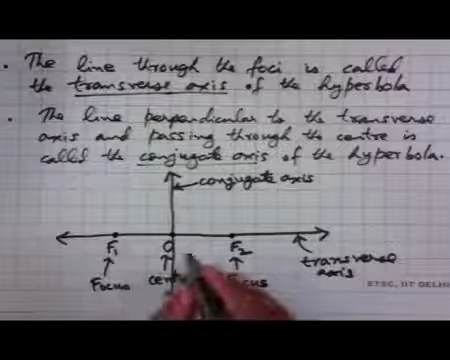 . The line through the foci is called
the transverse axis of the hyperbola
. The line perpendicular to the transverse
axis and passing through the centre is
called the conjugate axis of the hyperbola.
conjugate axis
F₁ O F₂
Focus transverse
axis
ETSC, IIT DELHI